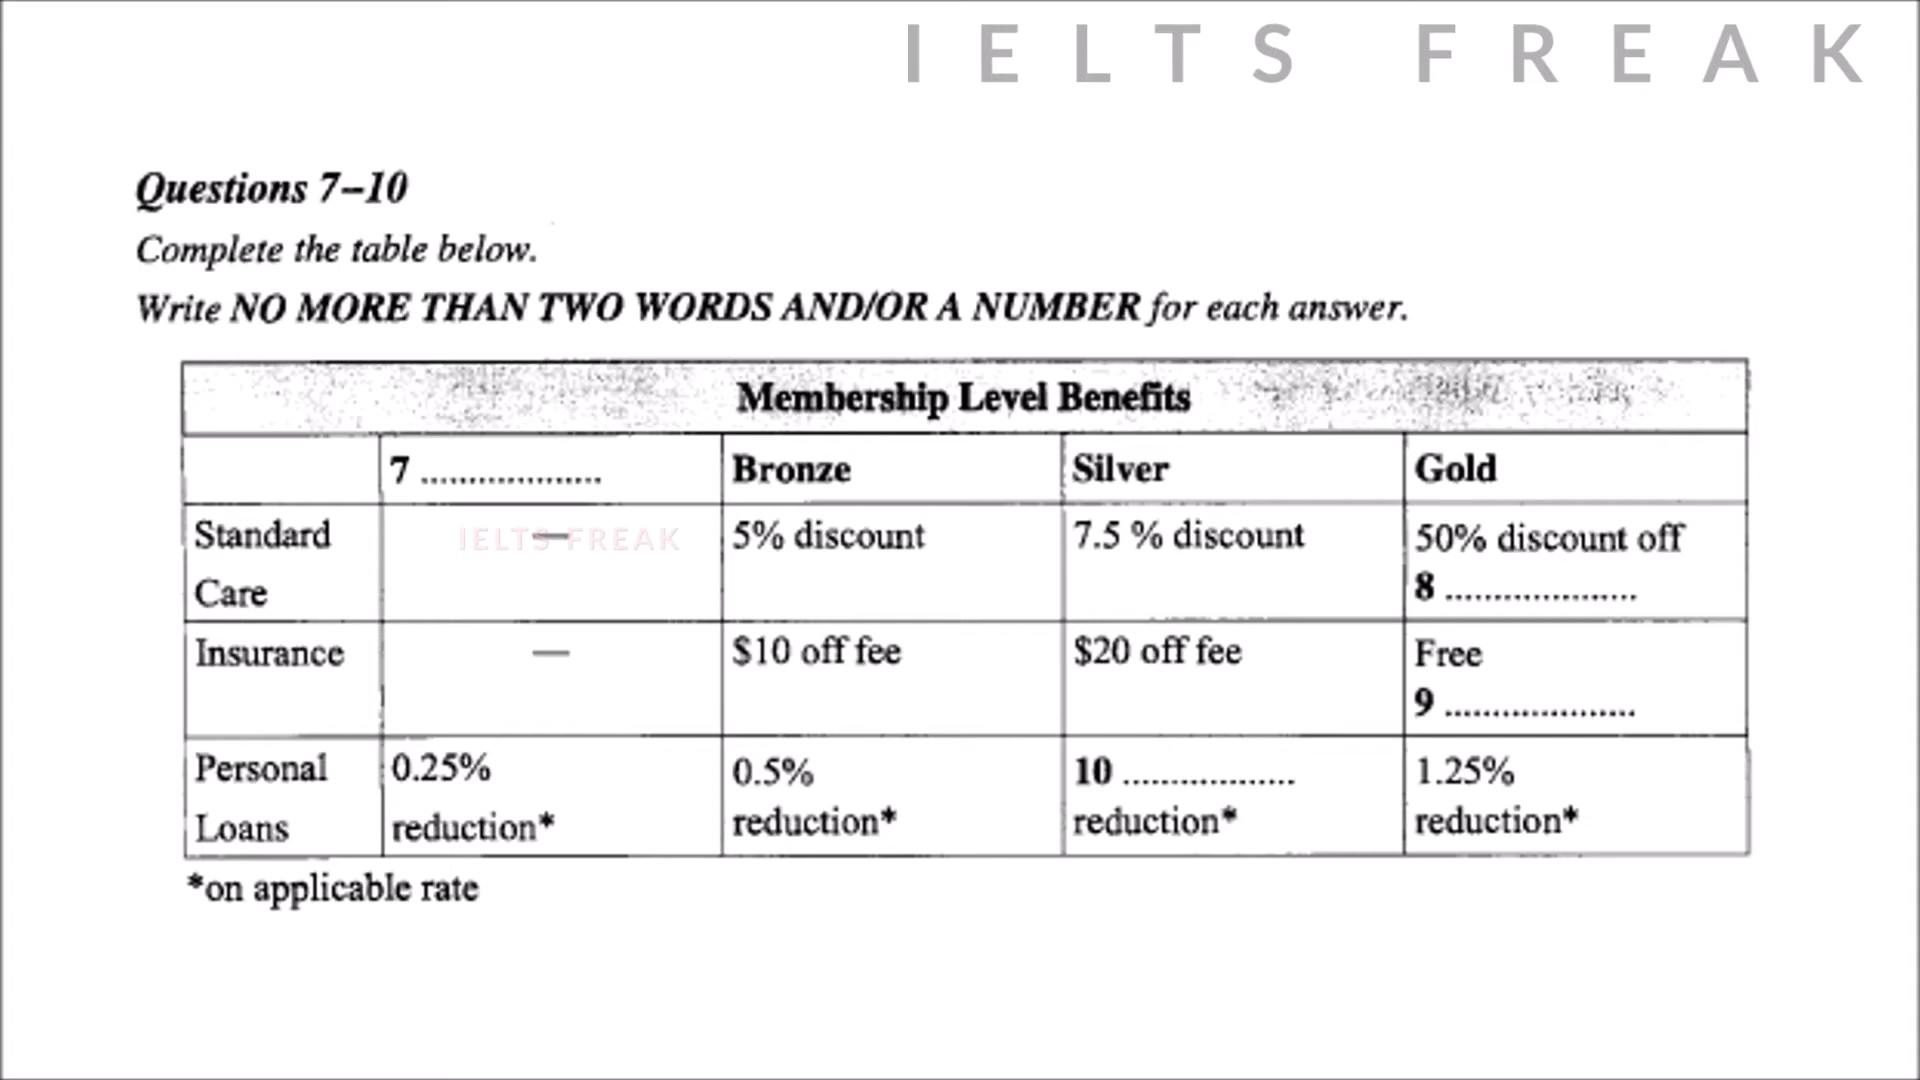 IELTS FREAK
Questions 7–10
Complete the table below.
Write NO MORE THAN TWO WORDS AND/OR A NUMBER for each answer.
Membership Level Benefits
7 ................... Bronze Silver Gold
Standard Care — 5% discount 7.5 % discount 50% discount off 8 ....................
IELTS FREAK
Insurance — $10 off fee $20 off fee Free 9 ....................
Personal Loans 0.25% reduction* 0.5% reduction* 10 .................. reduction* 1.25% reduction*
*on applicable rate